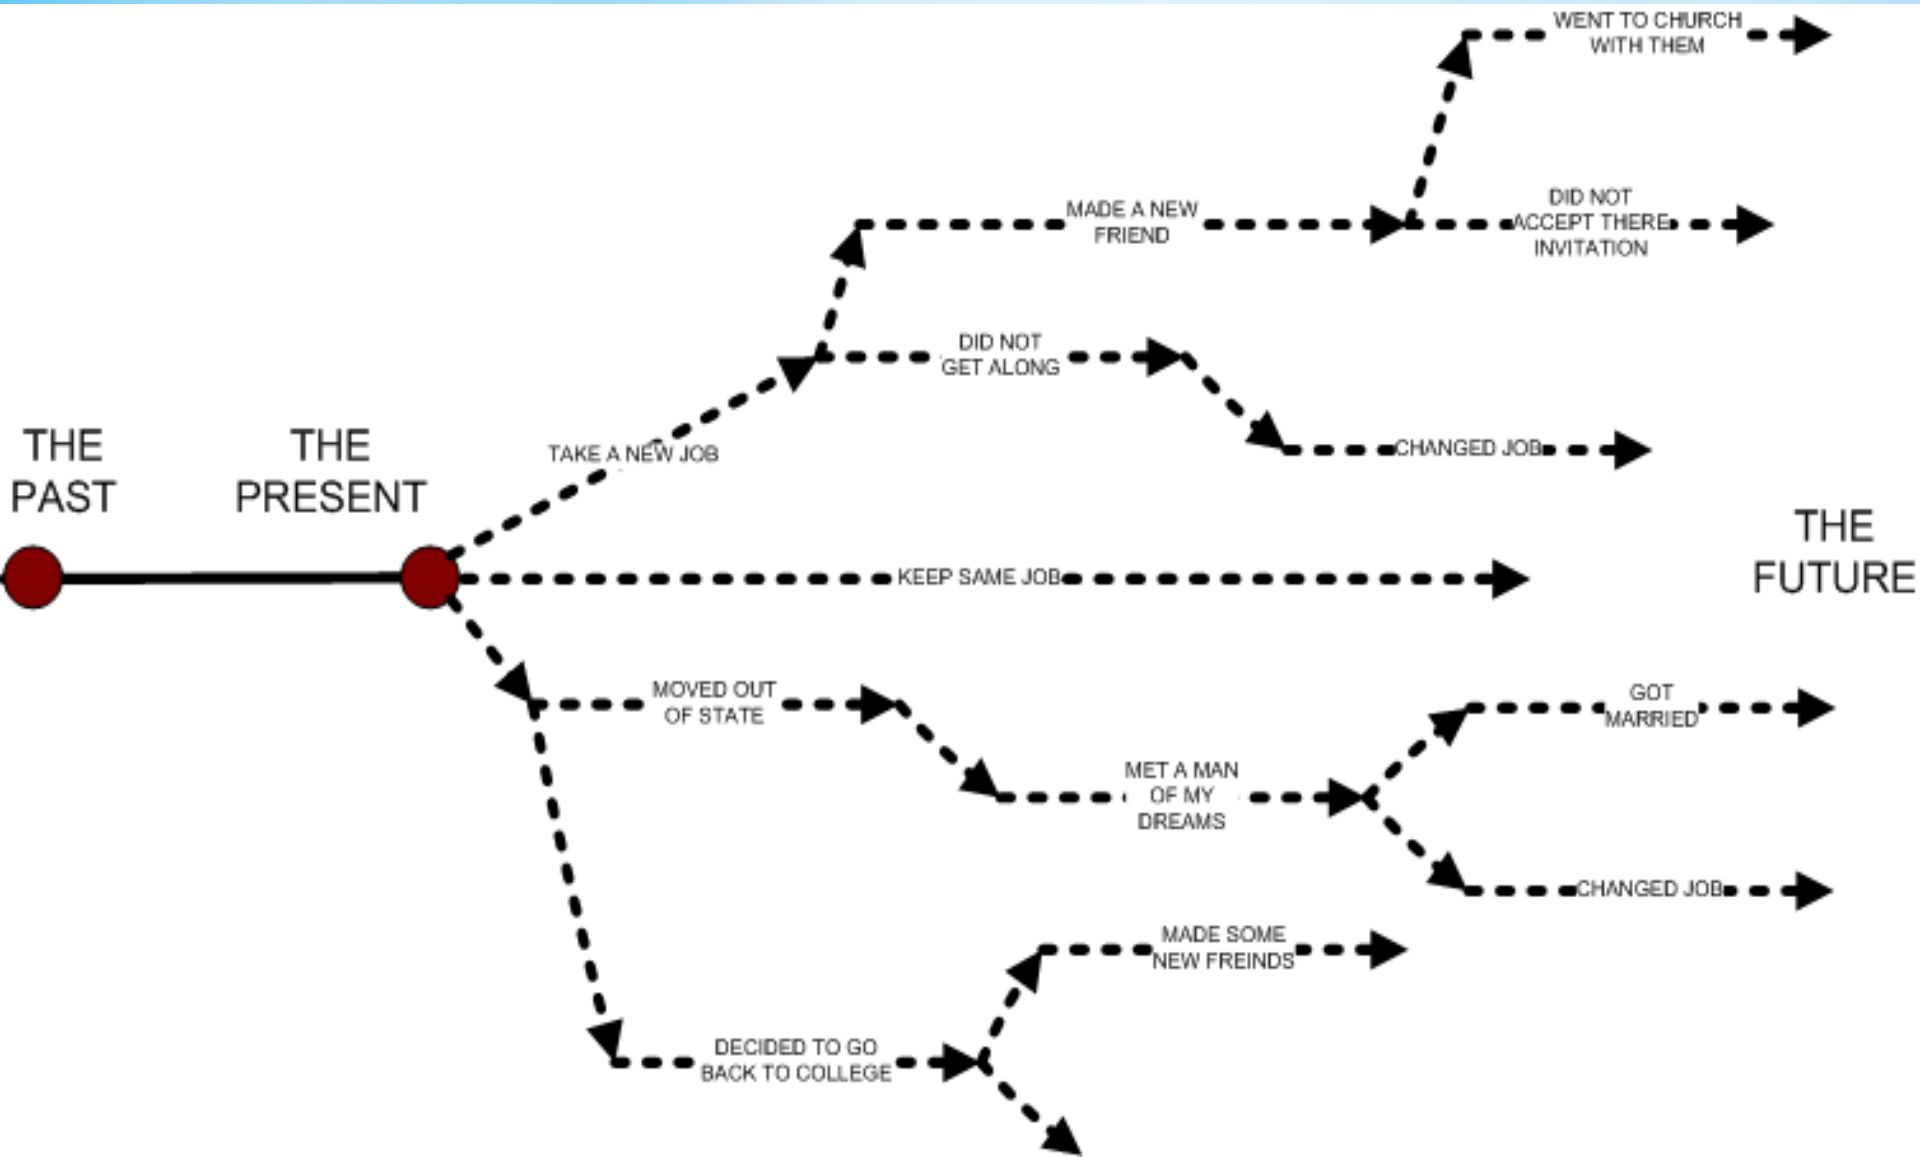 WENT TO CHURCH
WITH THEM
DID NOT
ACCEPT THERE
INVITATION
MADE A NEW
FRIEND
DID NOT
GET ALONG
TAKE A NEW JOB
CHANGED JOB
THE
PAST
THE
PRESENT
THE
FUTURE
KEEP SAME JOB
MOVED OUT
OF STATE
GOT
MARRIED
MET A MAN
OF MY
DREAMS
CHANGED JOB
MADE SOME
NEW FREINDS
DECIDED TO GO
BACK TO COLLEGE